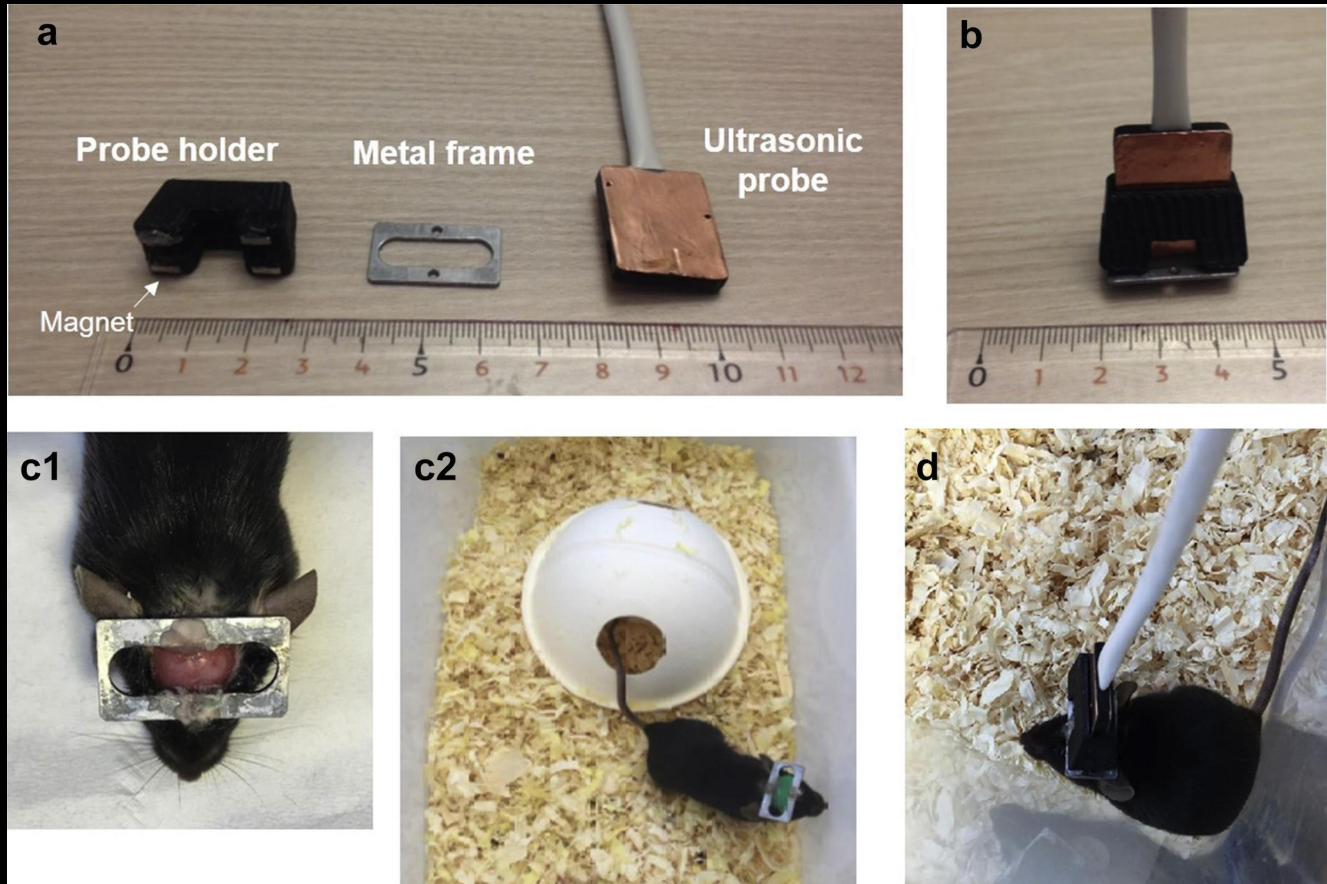 a
Probe holder
Metal frame
Ultrasonic
probe
Magnet
0 1 2 3 4 5 6 7 8 9 10 11 12
b
0 1 2 3 4 5
c1
c2
d